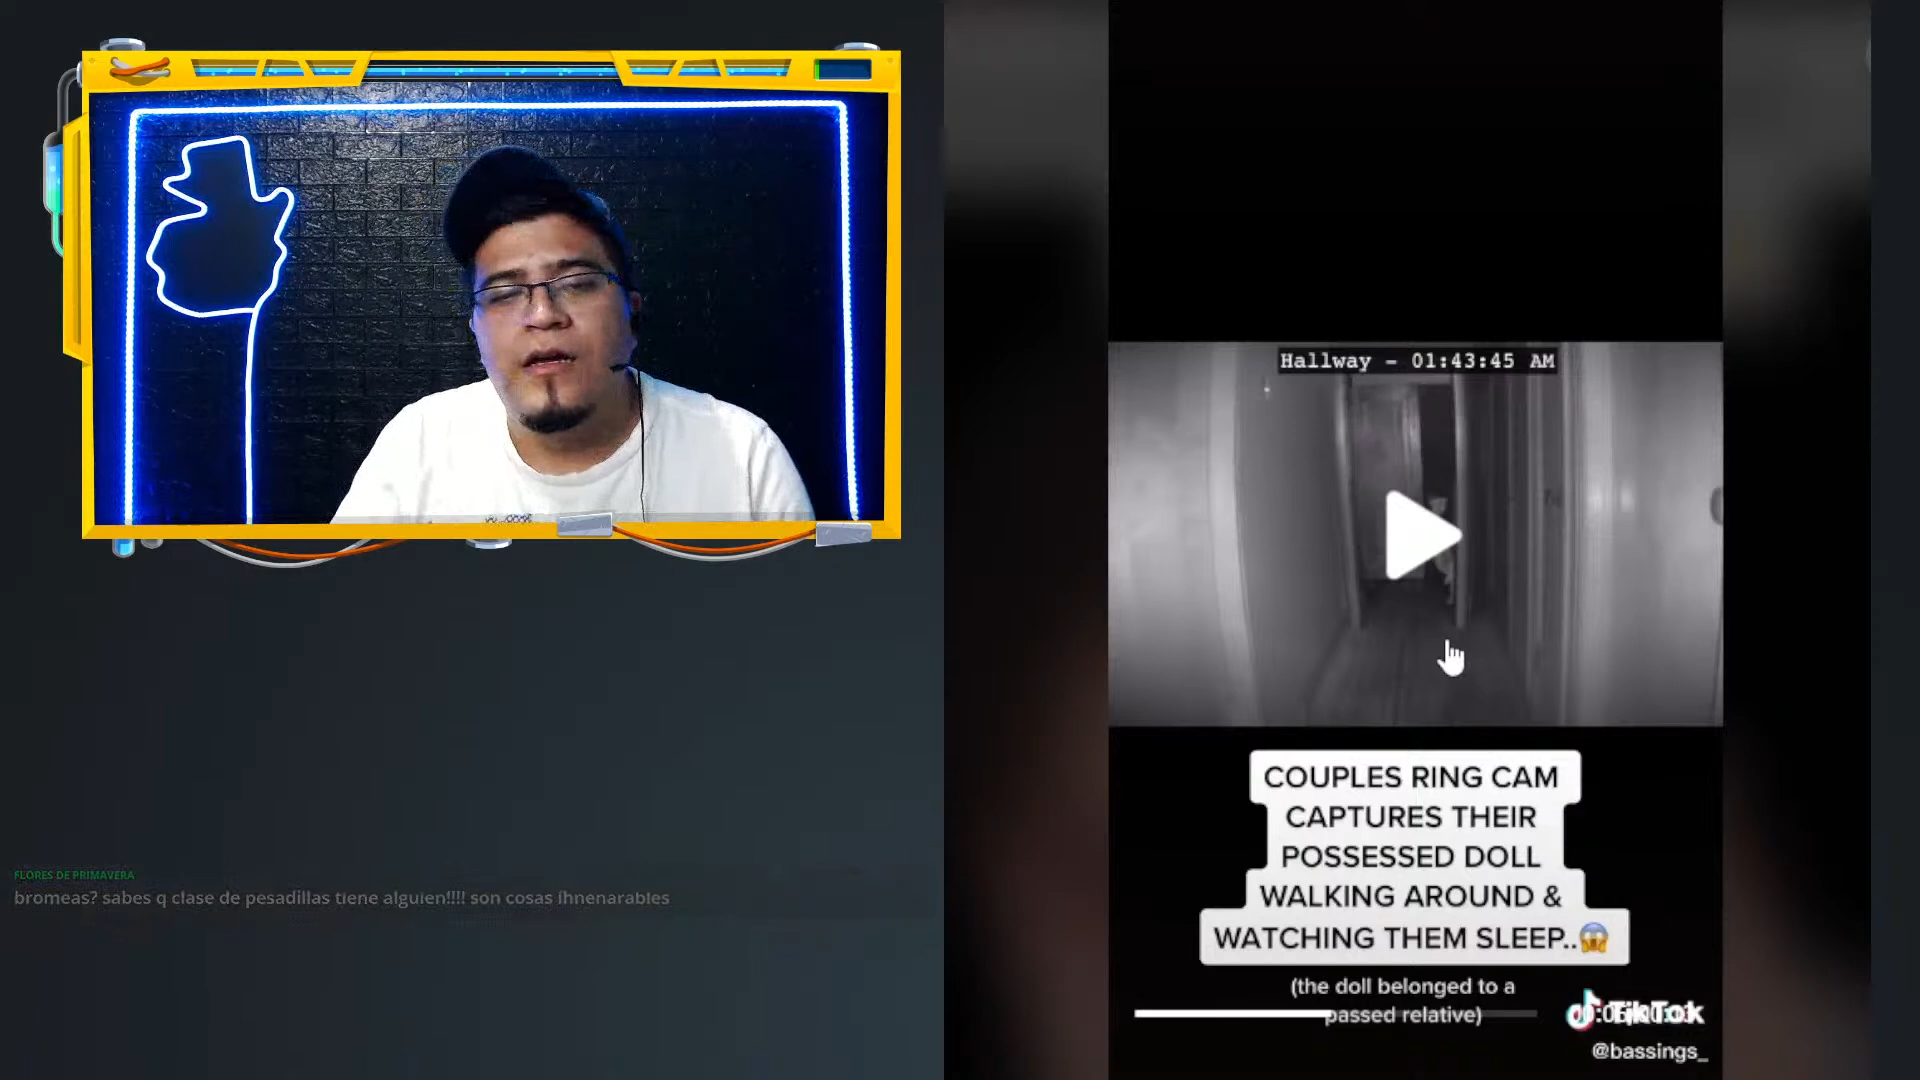 Hallway - 01:43:45 AM
COUPLES RING CAM
CAPTURES THEIR
POSSESSED DOLL
WALKING AROUND &
WATCHING THEM SLEEP..😱
(the doll belonged to a
passed relative)
TikTok
@bassings_
FLORES DE PRIMAVERA
bromeas? sabes q clase de pesadillas tiene alguien!!!! son cosas ihnenarables